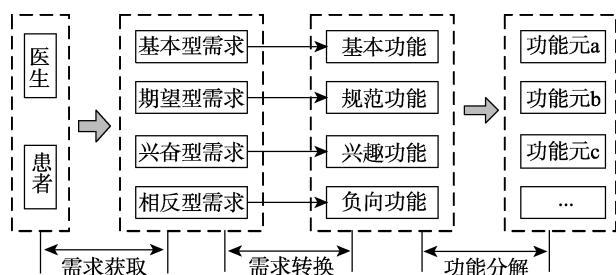 医生
患者
基本型需求
期望型需求
兴奋型需求
相反型需求
基本功能
规范功能
兴趣功能
负向功能
功能元a
功能元b
功能元c
...
需求获取
需求转换
功能分解